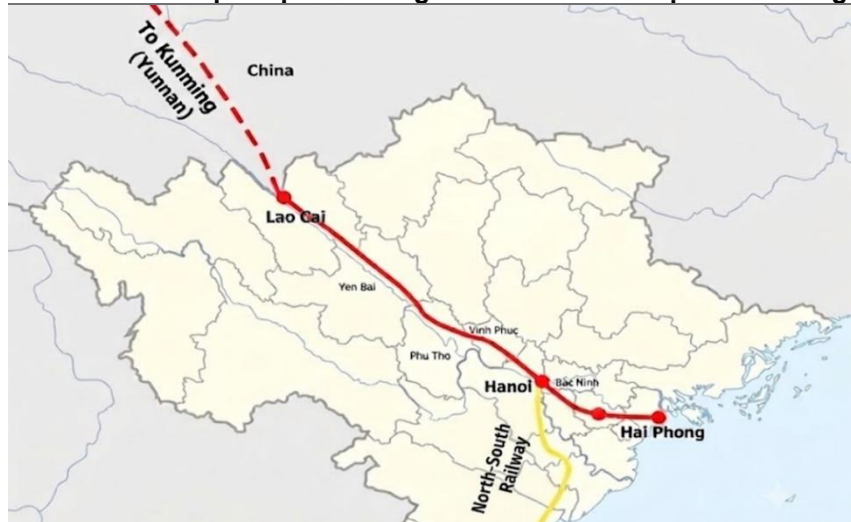 To Kunming
(Yunnan)
China
Lao Cai
Yen Bai
Vinh Phuc
Phu Tho
Hanoi
Bac Ninh
Hai Phong
North-South
Railway